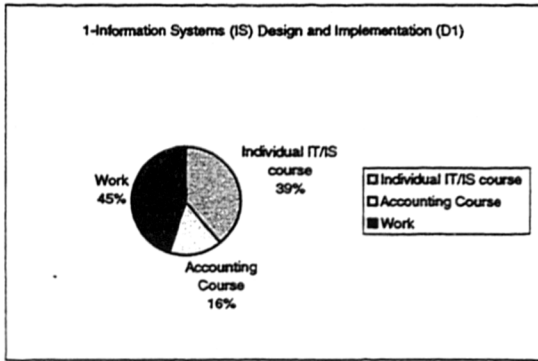 1-Information Systems (IS) Design and Implementation (D1)
Individual IT/IS
course
39%
Work
45%
Accounting
Course
16%
Individual IT/IS course
Accounting Course
Work